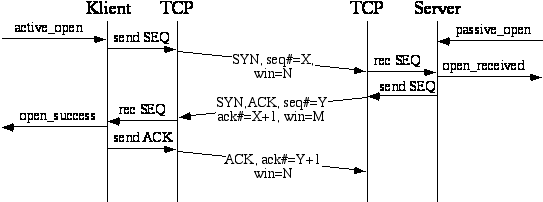 Klient TCP TCP Server
active_open passive_open
send SEQ
SYN, seq#=X,
win=N
rec SEQ
open_received
send SEQ
SYN,ACK, seq#=Y
ack#=X+1, win=M
rec SEQ
open_success
send ACK
ACK, ack#=Y+1
win=N